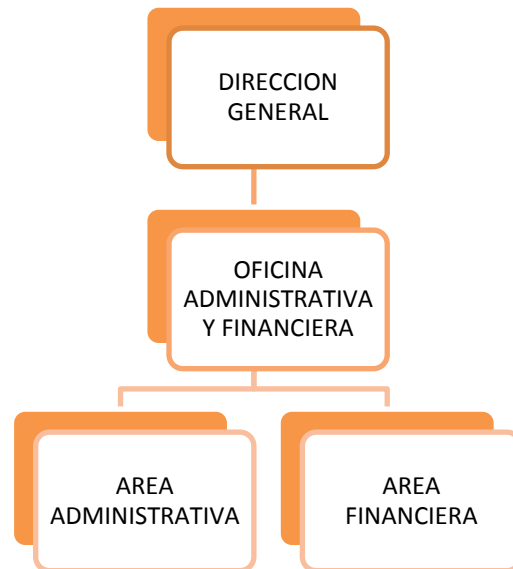 DIRECCION
GENERAL
OFICINA
ADMINISTRATIVA
Y FINANCIERA
AREA
ADMINISTRATIVA
AREA
FINANCIERA